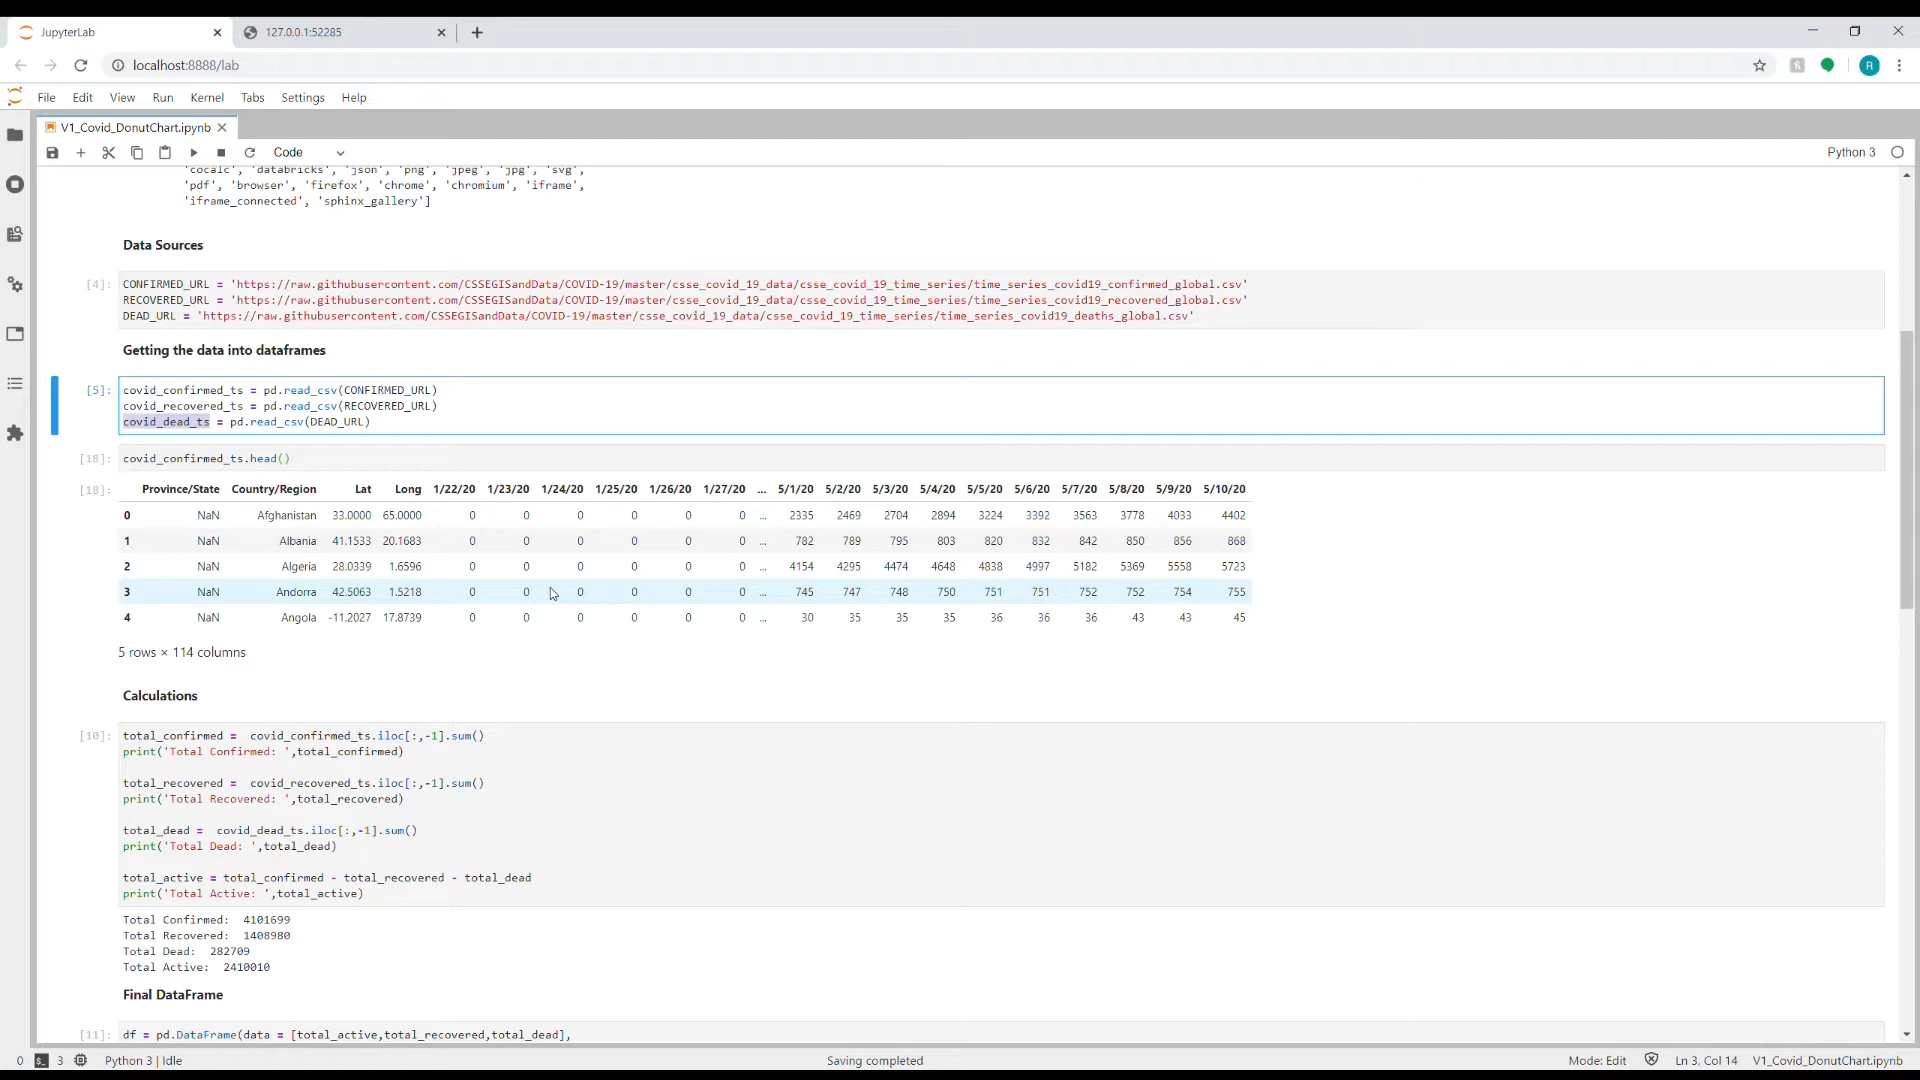 JupyterLab
127.0.0.1:52285
localhost:8888/lab
R
File Edit View Run Kernel Tabs Settings Help
V1_Covid_DonutChart.ipynb
Code
Python 3
'cocalc', 'databricks', 'json', 'png', 'jpeg', 'jpg', 'svg',
'pdf', 'browser', 'firefox', 'chrome', 'chromium', 'iframe',
'iframe_connected', 'sphinx_gallery']
Data Sources
[4]: CONFIRMED_URL = 'https://raw.githubusercontent.com/CSSEGISandData/COVID-19/master/csse_covid_19_data/csse_covid_19_time_series/time_series_covid19_confirmed_global.csv'
RECOVERED_URL = 'https://raw.githubusercontent.com/CSSEGISandData/COVID-19/master/csse_covid_19_data/csse_covid_19_time_series/time_series_covid19_recovered_global.csv'
DEAD_URL = 'https://raw.githubusercontent.com/CSSEGISandData/COVID-19/master/csse_covid_19_data/csse_covid_19_time_series/time_series_covid19_deaths_global.csv'
Getting the data into dataframes
[5]: covid_confirmed_ts = pd.read_csv(CONFIRMED_URL)
covid_recovered_ts = pd.read_csv(RECOVERED_URL)
covid_dead_ts = pd.read_csv(DEAD_URL)
[18]: covid_confirmed_ts.head()
[18]: Province/State Country/Region Lat Long 1/22/20 1/23/20 1/24/20 1/25/20 1/26/20 1/27/20 ... 5/1/20 5/2/20 5/3/20 5/4/20 5/5/20 5/6/20 5/7/20 5/8/20 5/9/20 5/10/20
0 NaN Afghanistan 33.0000 65.0000 0 0 0 0 0 0 ... 2335 2469 2704 2894 3224 3392 3563 3778 4033 4402
1 NaN Albania 41.1533 20.1683 0 0 0 0 0 0 ... 782 789 795 803 820 832 842 850 856 868
2 NaN Algeria 28.0339 1.6596 0 0 0 0 0 0 ... 4154 4295 4474 4648 4838 4997 5182 5369 5558 5723
3 NaN Andorra 42.5063 1.5218 0 0 0 0 0 0 ... 745 747 748 750 751 751 752 752 754 755
4 NaN Angola -11.2027 17.8739 0 0 0 0 0 0 ... 30 35 35 35 36 36 36 43 43 45
5 rows × 114 columns
Calculations
[10]: total_confirmed =  covid_confirmed_ts.iloc[:,-1].sum()
print('Total Confirmed: ',total_confirmed)
total_recovered =  covid_recovered_ts.iloc[:,-1].sum()
print('Total Recovered: ',total_recovered)
total_dead =  covid_dead_ts.iloc[:,-1].sum()
print('Total Dead: ',total_dead)
total_active = total_confirmed - total_recovered - total_dead
print('Total Active: ',total_active)
Total Confirmed:  4101699
Total Recovered:  1408980
Total Dead:  282709
Total Active:  2410010
Final DataFrame
[11]: df = pd.DataFrame(data = [total_active,total_recovered,total_dead],
0 3 Python 3 | Idle Saving completed Mode: Edit Ln 3, Col 14 V1_Covid_DonutChart.ipynb